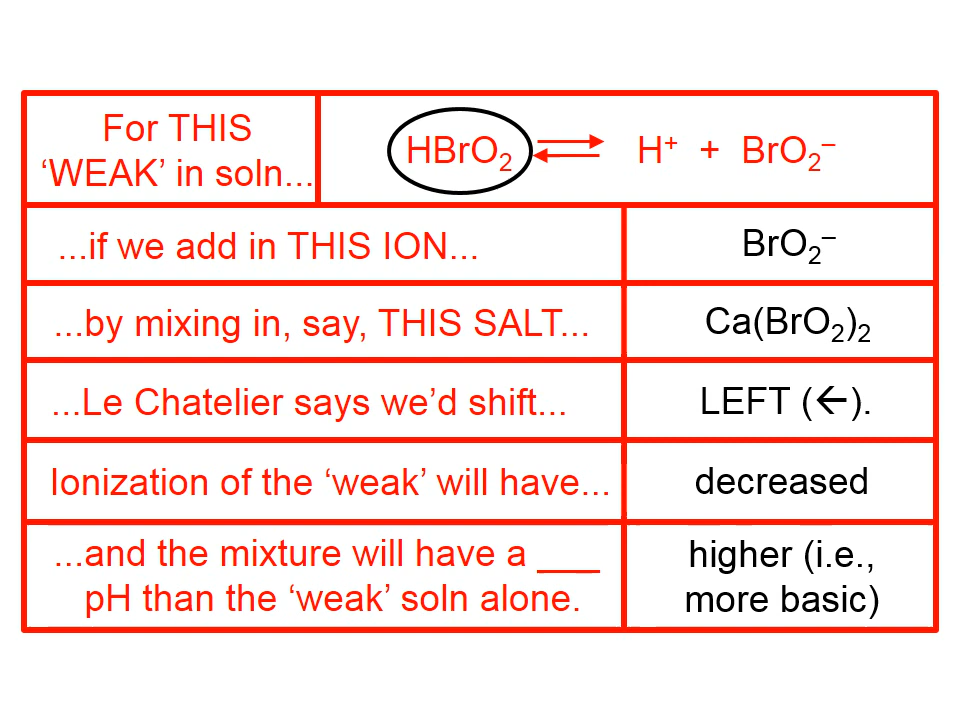 For THIS
‘WEAK’ in soln...
HBrO₂ ⇄ H⁺ + BrO₂⁻
...if we add in THIS ION...
BrO₂⁻
...by mixing in, say, THIS SALT...
Ca(BrO₂)₂
...Le Chatelier says we’d shift...
LEFT (←).
Ionization of the ‘weak’ will have...
decreased
...and the mixture will have a ___
pH than the ‘weak’ soln alone.
higher (i.e.,
more basic)